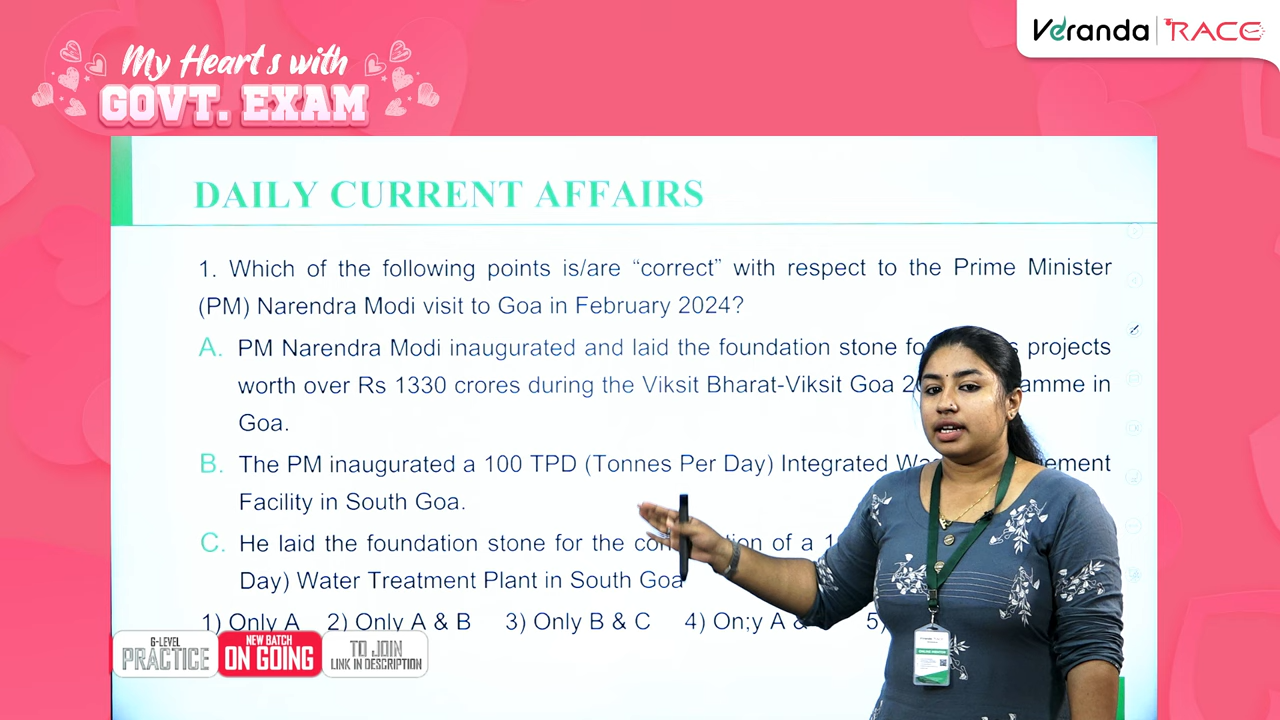 Veranda RACE
My Heart s with
GOVT. EXAM
DAILY CURRENT AFFAIRS
1. Which of the following points is/are “correct” with respect to the Prime Minister
(PM) Narendra Modi visit to Goa in February 2024?
A. PM Narendra Modi inaugurated and laid the foundation stone projects
worth over Rs 1330 crores during the Viksit Bharat-Viksit Goa in
Goa.
B. The PM inaugurated a 100 TPD (Tonnes Per Day) Integrated
Facility in South Goa.
C. He laid the foundation stone for the of a
Day) Water Treatment Plant in South Goa
1) Only A 2) Only A & B 3) Only B & C 4) On;y A & 5)
6-LEVEL
PRACTICE
NEW BATCH
ON GOING
TO JOIN
LINK IN DESCRIPTION